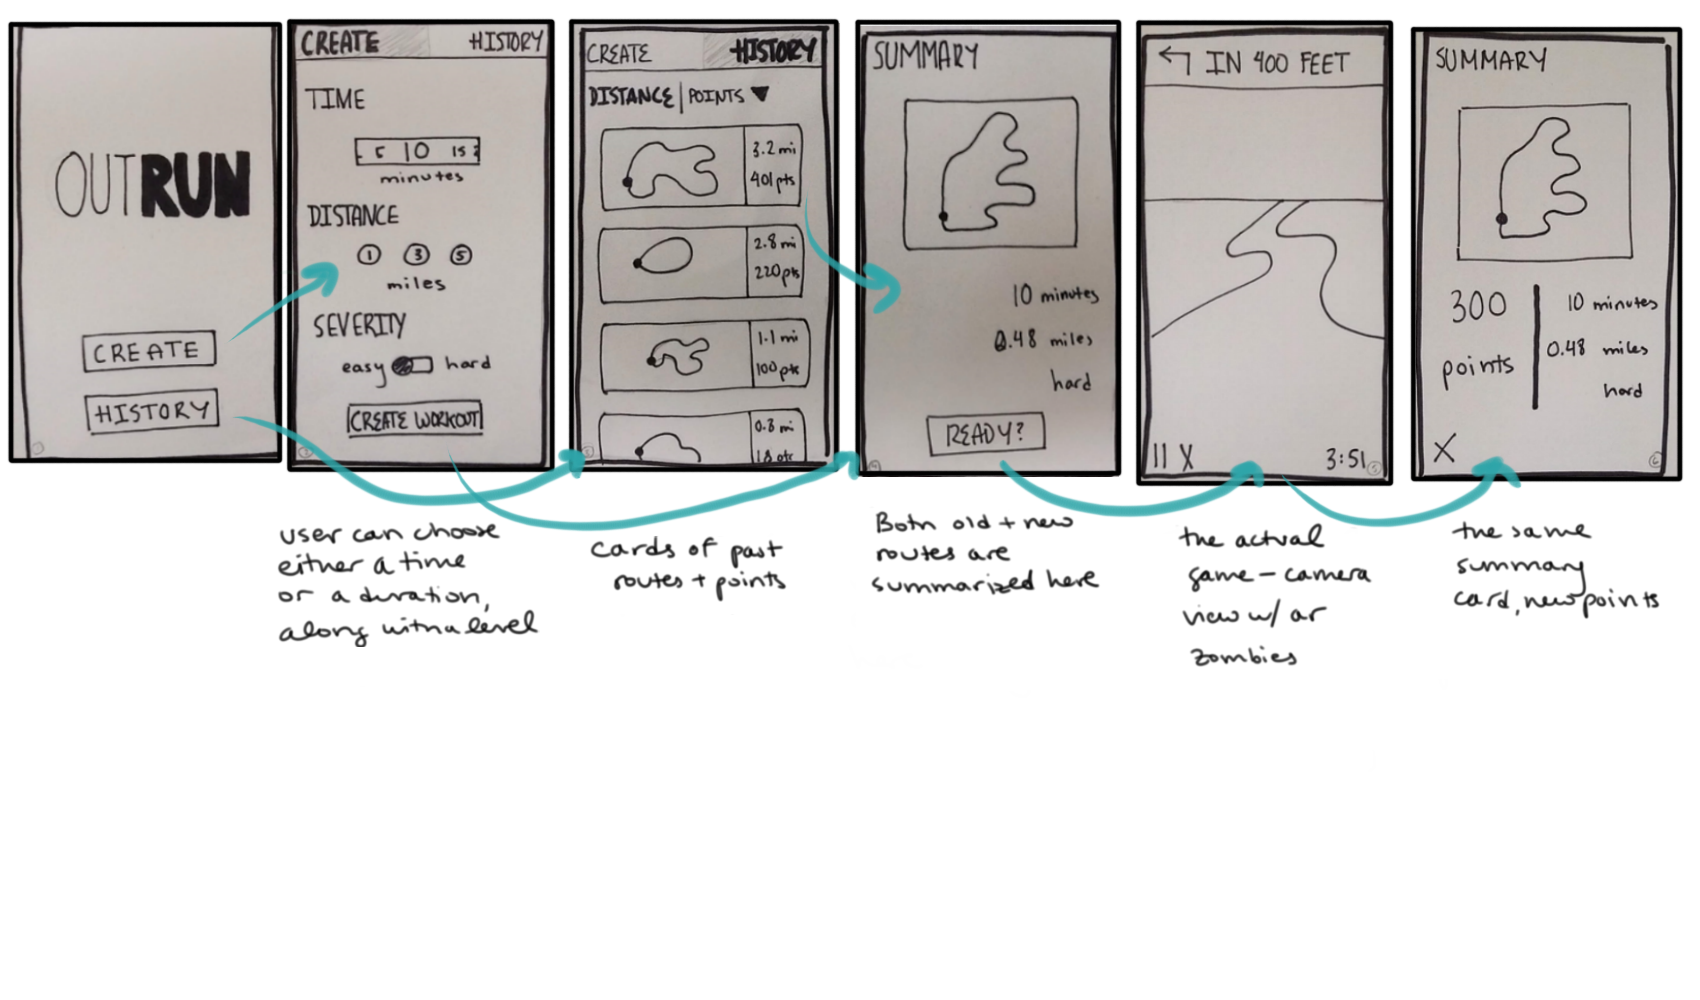 OUTRUN
CREATE
HISTORY
CREATE HISTORY
TIME
5 10 15
minutes
DISTANCE
1 3 5
miles
SEVERITY
easy hard
CREATE WORKOUT
CREATE HISTORY
DISTANCE | POINTS ▼
3.2 mi
401 pts
2.8 mi
220 pts
1.1 mi
100 pts
0.8 mi
SUMMARY
10 minutes
0.48 miles
hard
READY?
IN 400 FEET
II X 3:51
SUMMARY
300
points
10 minutes
0.48 miles
hard
X
user can choose
either a time
or a duration,
along with a level
cards of past
routes + points
Both old + new
routes are
summarized here
the actual
game - camera
view w/ ar
zombies
the same
summary
card, new points